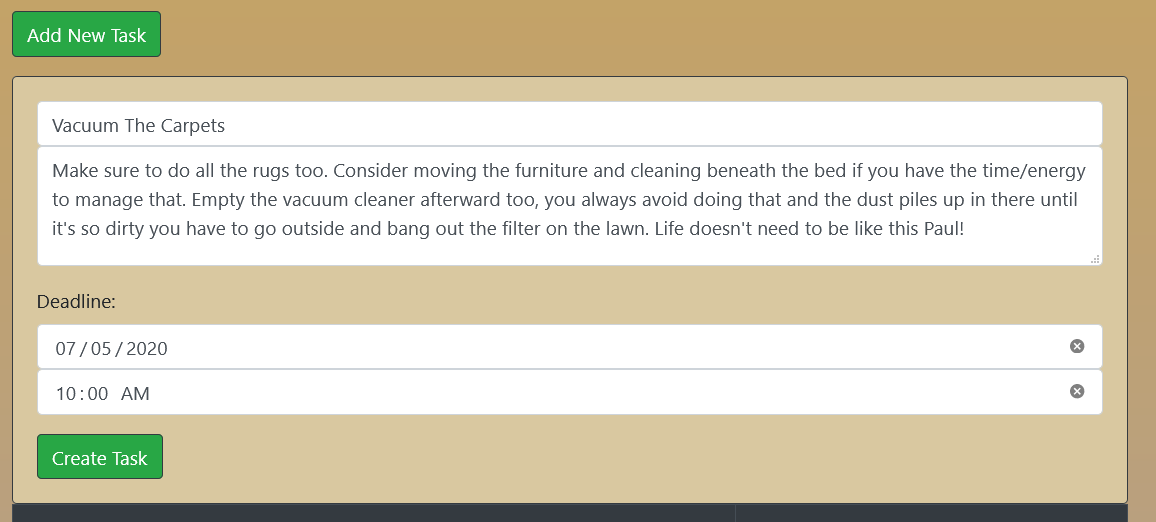 Add New Task
Vacuum The Carpets
Make sure to do all the rugs too. Consider moving the furniture and cleaning beneath the bed if you have the time/energy
to manage that. Empty the vacuum cleaner afterward too, you always avoid doing that and the dust piles up in there until
it's so dirty you have to go outside and bang out the filter on the lawn. Life doesn't need to be like this Paul!
Deadline:
07/05/2020
10:00 AM
Create Task